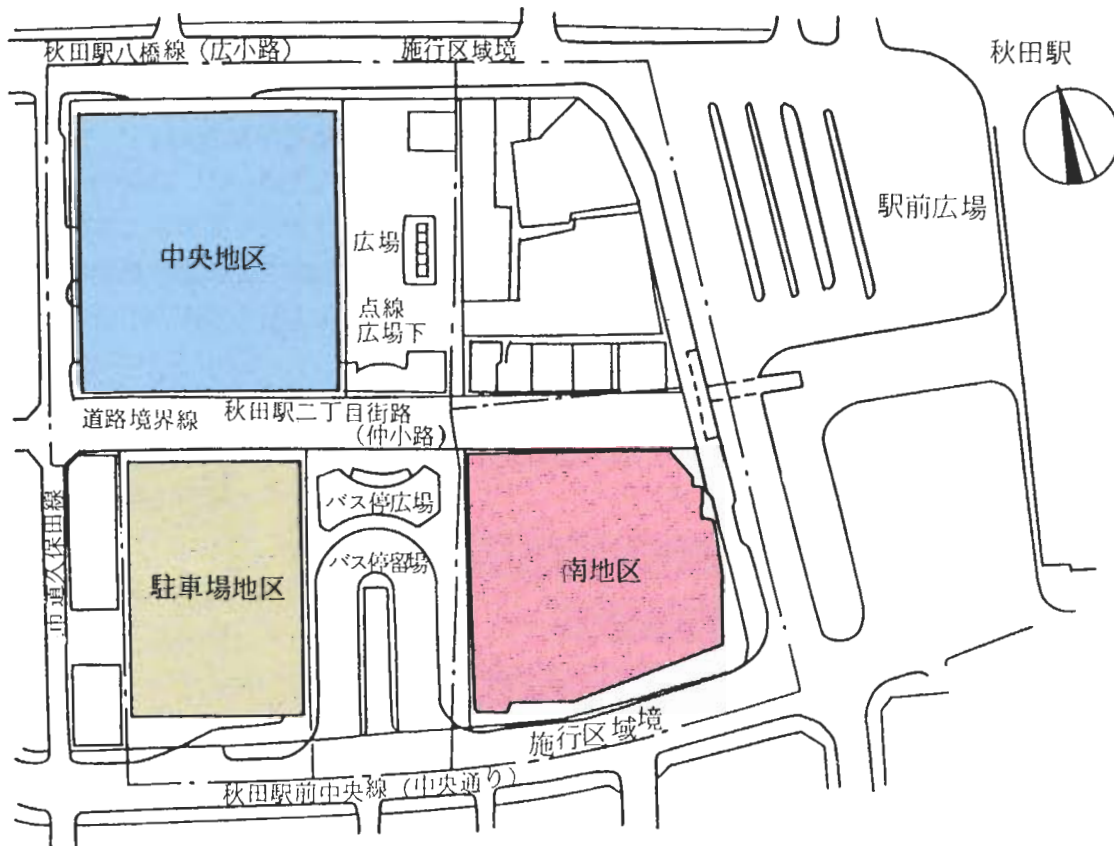 秋田駅八橋線（広小路）
施行区域境
秋田駅
駅前広場
中央地区
広場
点線
広場下
道路境界線
秋田駅二丁目街路
（仲小路）
市道久保田線
バス停広場
バス停留場
駐車場地区
南地区
施行区域境
秋田駅前中央線（中央通り）